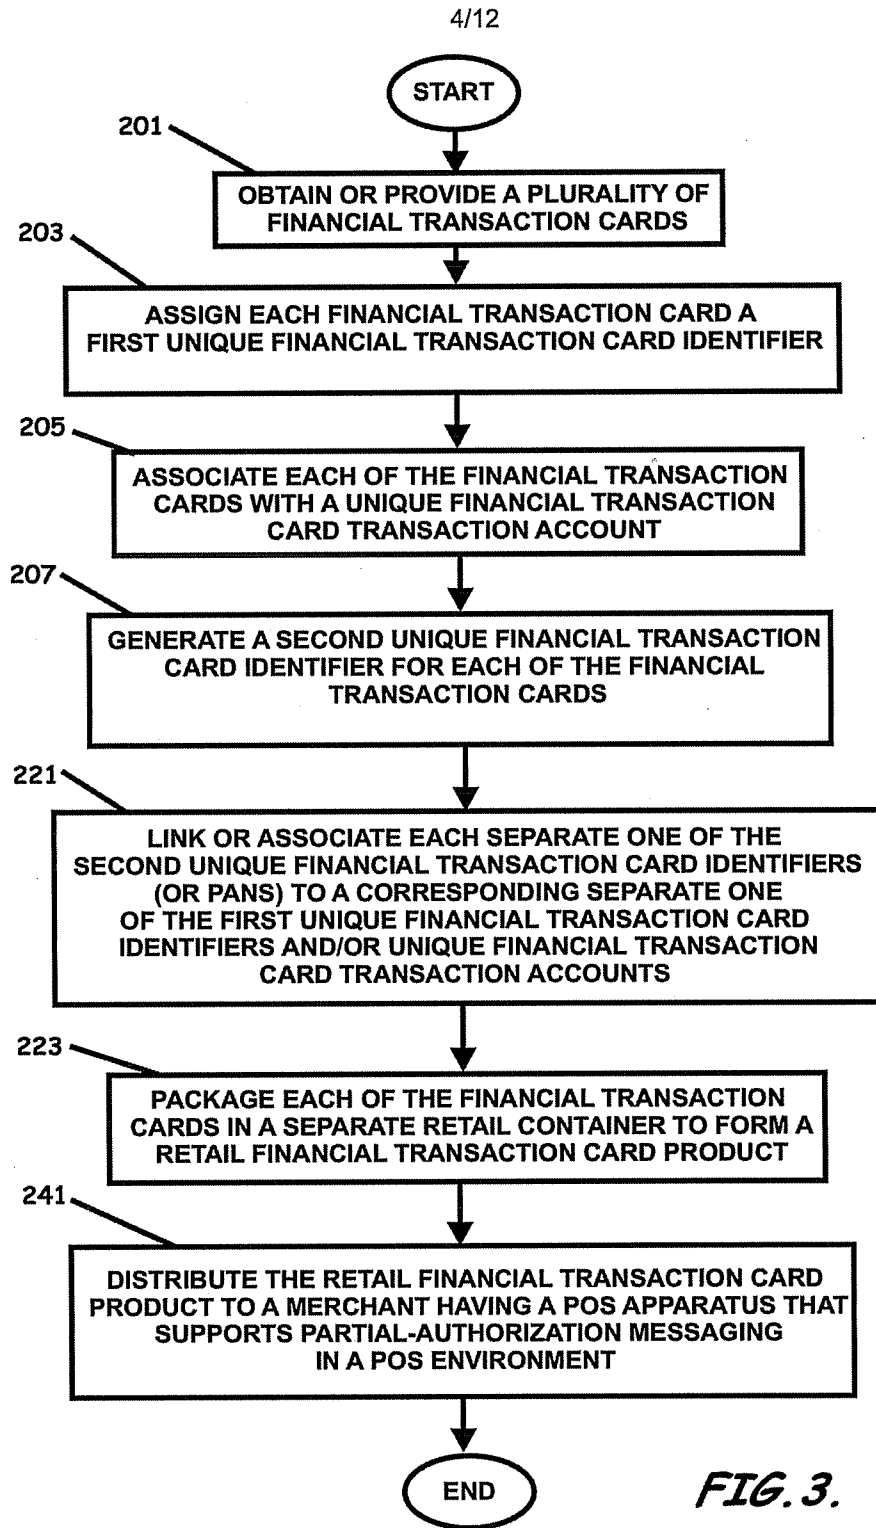 4/12
START
201
OBTAIN OR PROVIDE A PLURALITY OF
FINANCIAL TRANSACTION CARDS
203
ASSIGN EACH FINANCIAL TRANSACTION CARD A
FIRST UNIQUE FINANCIAL TRANSACTION CARD IDENTIFIER
205
ASSOCIATE EACH OF THE FINANCIAL TRANSACTION
CARDS WITH A UNIQUE FINANCIAL TRANSACTION
CARD TRANSACTION ACCOUNT
207
GENERATE A SECOND UNIQUE FINANCIAL TRANSACTION
CARD IDENTIFIER FOR EACH OF THE FINANCIAL
TRANSACTION CARDS
221
LINK OR ASSOCIATE EACH SEPARATE ONE OF THE
SECOND UNIQUE FINANCIAL TRANSACTION CARD IDENTIFIERS
(OR PANS) TO A CORRESPONDING SEPARATE ONE
OF THE FIRST UNIQUE FINANCIAL TRANSACTION CARD
IDENTIFIERS AND/OR UNIQUE FINANCIAL TRANSACTION
CARD TRANSACTION ACCOUNTS
223
PACKAGE EACH OF THE FINANCIAL TRANSACTION
CARDS IN A SEPARATE RETAIL CONTAINER TO FORM A
RETAIL FINANCIAL TRANSACTION CARD PRODUCT
241
DISTRIBUTE THE RETAIL FINANCIAL TRANSACTION CARD
PRODUCT TO A MERCHANT HAVING A POS APPARATUS THAT
SUPPORTS PARTIAL-AUTHORIZATION MESSAGING
IN A POS ENVIRONMENT
END
FIG. 3.